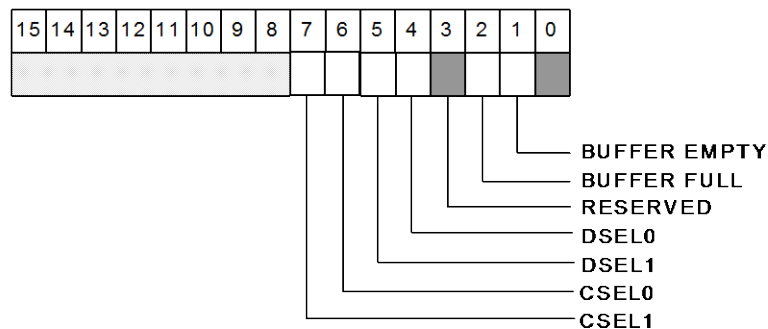 15 14 13 12 11 10 9 8 7 6 5 4 3 2 1 0
BUFFER EMPTY
BUFFER FULL
RESERVED
DSEL0
DSEL1
CSEL0
CSEL1